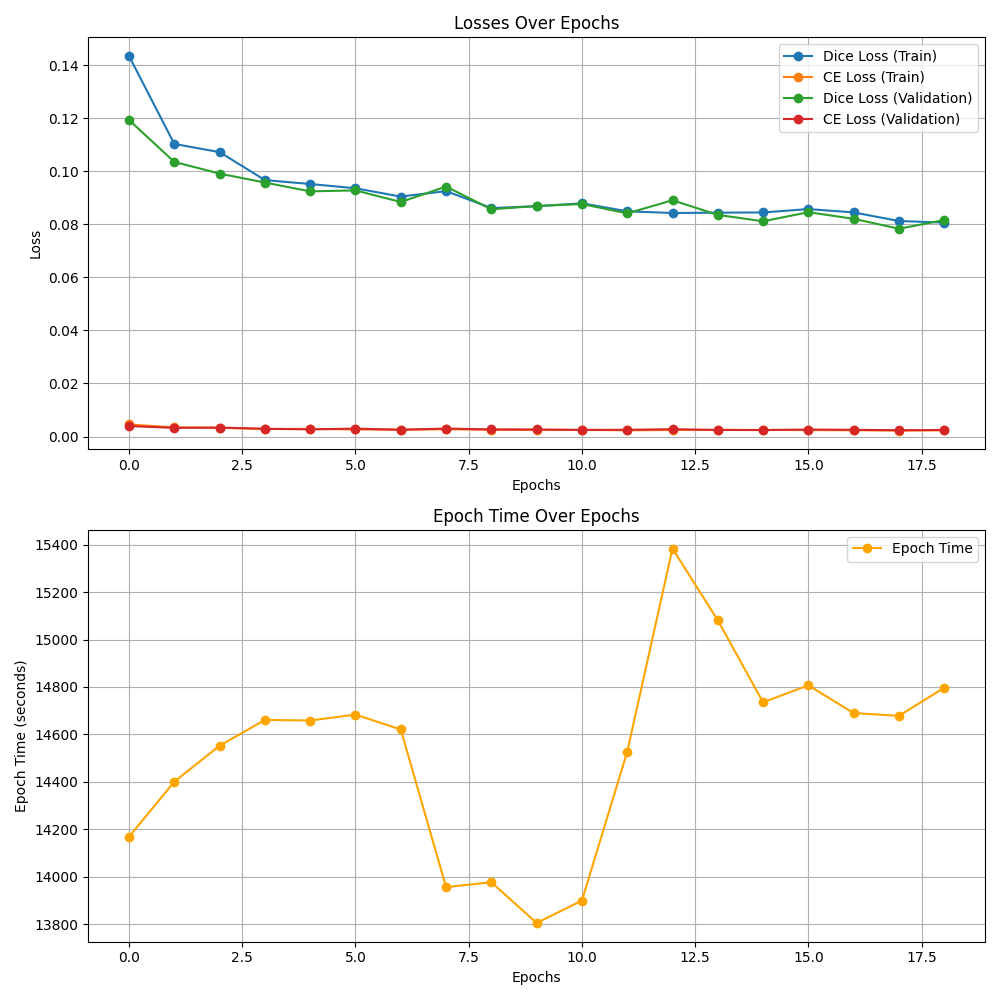 Losses Over Epochs
Loss
0.14
0.12
0.10
0.08
0.06
0.04
0.02
0.00
Dice Loss (Train)
CE Loss (Train)
Dice Loss (Validation)
CE Loss (Validation)
0.0 2.5 5.0 7.5 10.0 12.5 15.0 17.5
Epochs
Epoch Time Over Epochs
Epoch Time (seconds)
15400
15200
15000
14800
14600
14400
14200
14000
13800
Epoch Time
0.0 2.5 5.0 7.5 10.0 12.5 15.0 17.5
Epochs